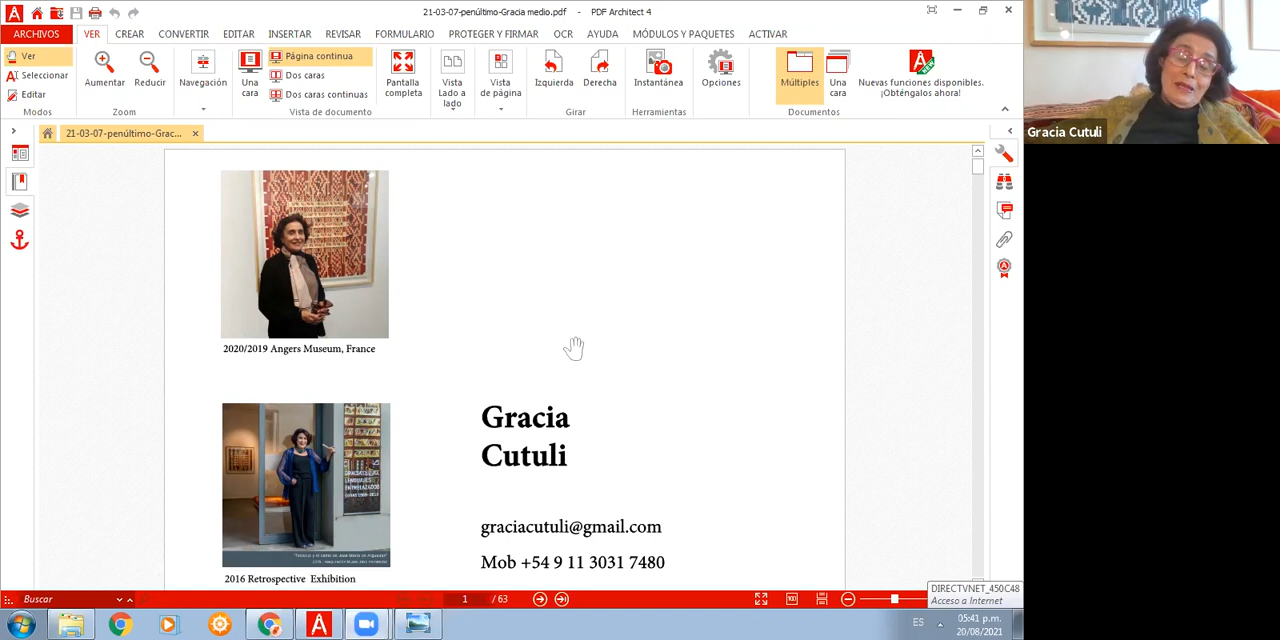 21-03-07-penúltimo-Gracia medio.pdf - PDF Architect 4
ARCHIVOS VER CREAR CONVERTIR EDITAR INSERTAR REVISAR FORMULARIO PROTEGER Y FIRMAR OCR AYUDA MÓDULOS Y PAQUETES ACTIVAR
Ver
Seleccionar
Editar
Modos
Aumentar
Reducir
Zoom
Navegación
Una cara
Página continua
Dos caras
Dos caras continuas
Vista de documento
Pantalla completa
Vista Lado a lado
Vista de página
Izquierda
Derecha
Girar
Instantánea
Herramientas
Opciones
Múltiples
Una cara
Documentos
NEW
Nuevas funciones disponibles.
¡Obténgalos ahora!
21-03-07-penúltimo-Grac...
2020/2019 Angers Museum, France
2016 Retrospective Exhibition
Gracia
Cutuli
graciacutuli@gmail.com
Mob +54 9 11 3031 7480
Gracia Cutuli
Buscar
1 / 63
DIRECTVNET_450C48
Acceso a Internet
ES
05:41 p.m.
20/08/2021